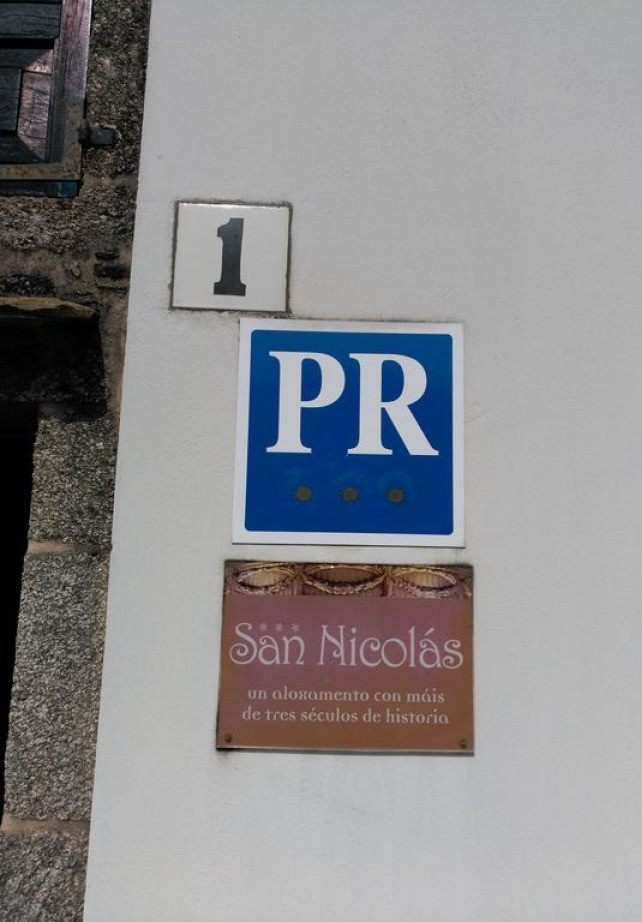 1
PR
* * *
San Nicolás
un aloxamento con máis
de tres séculos de historia